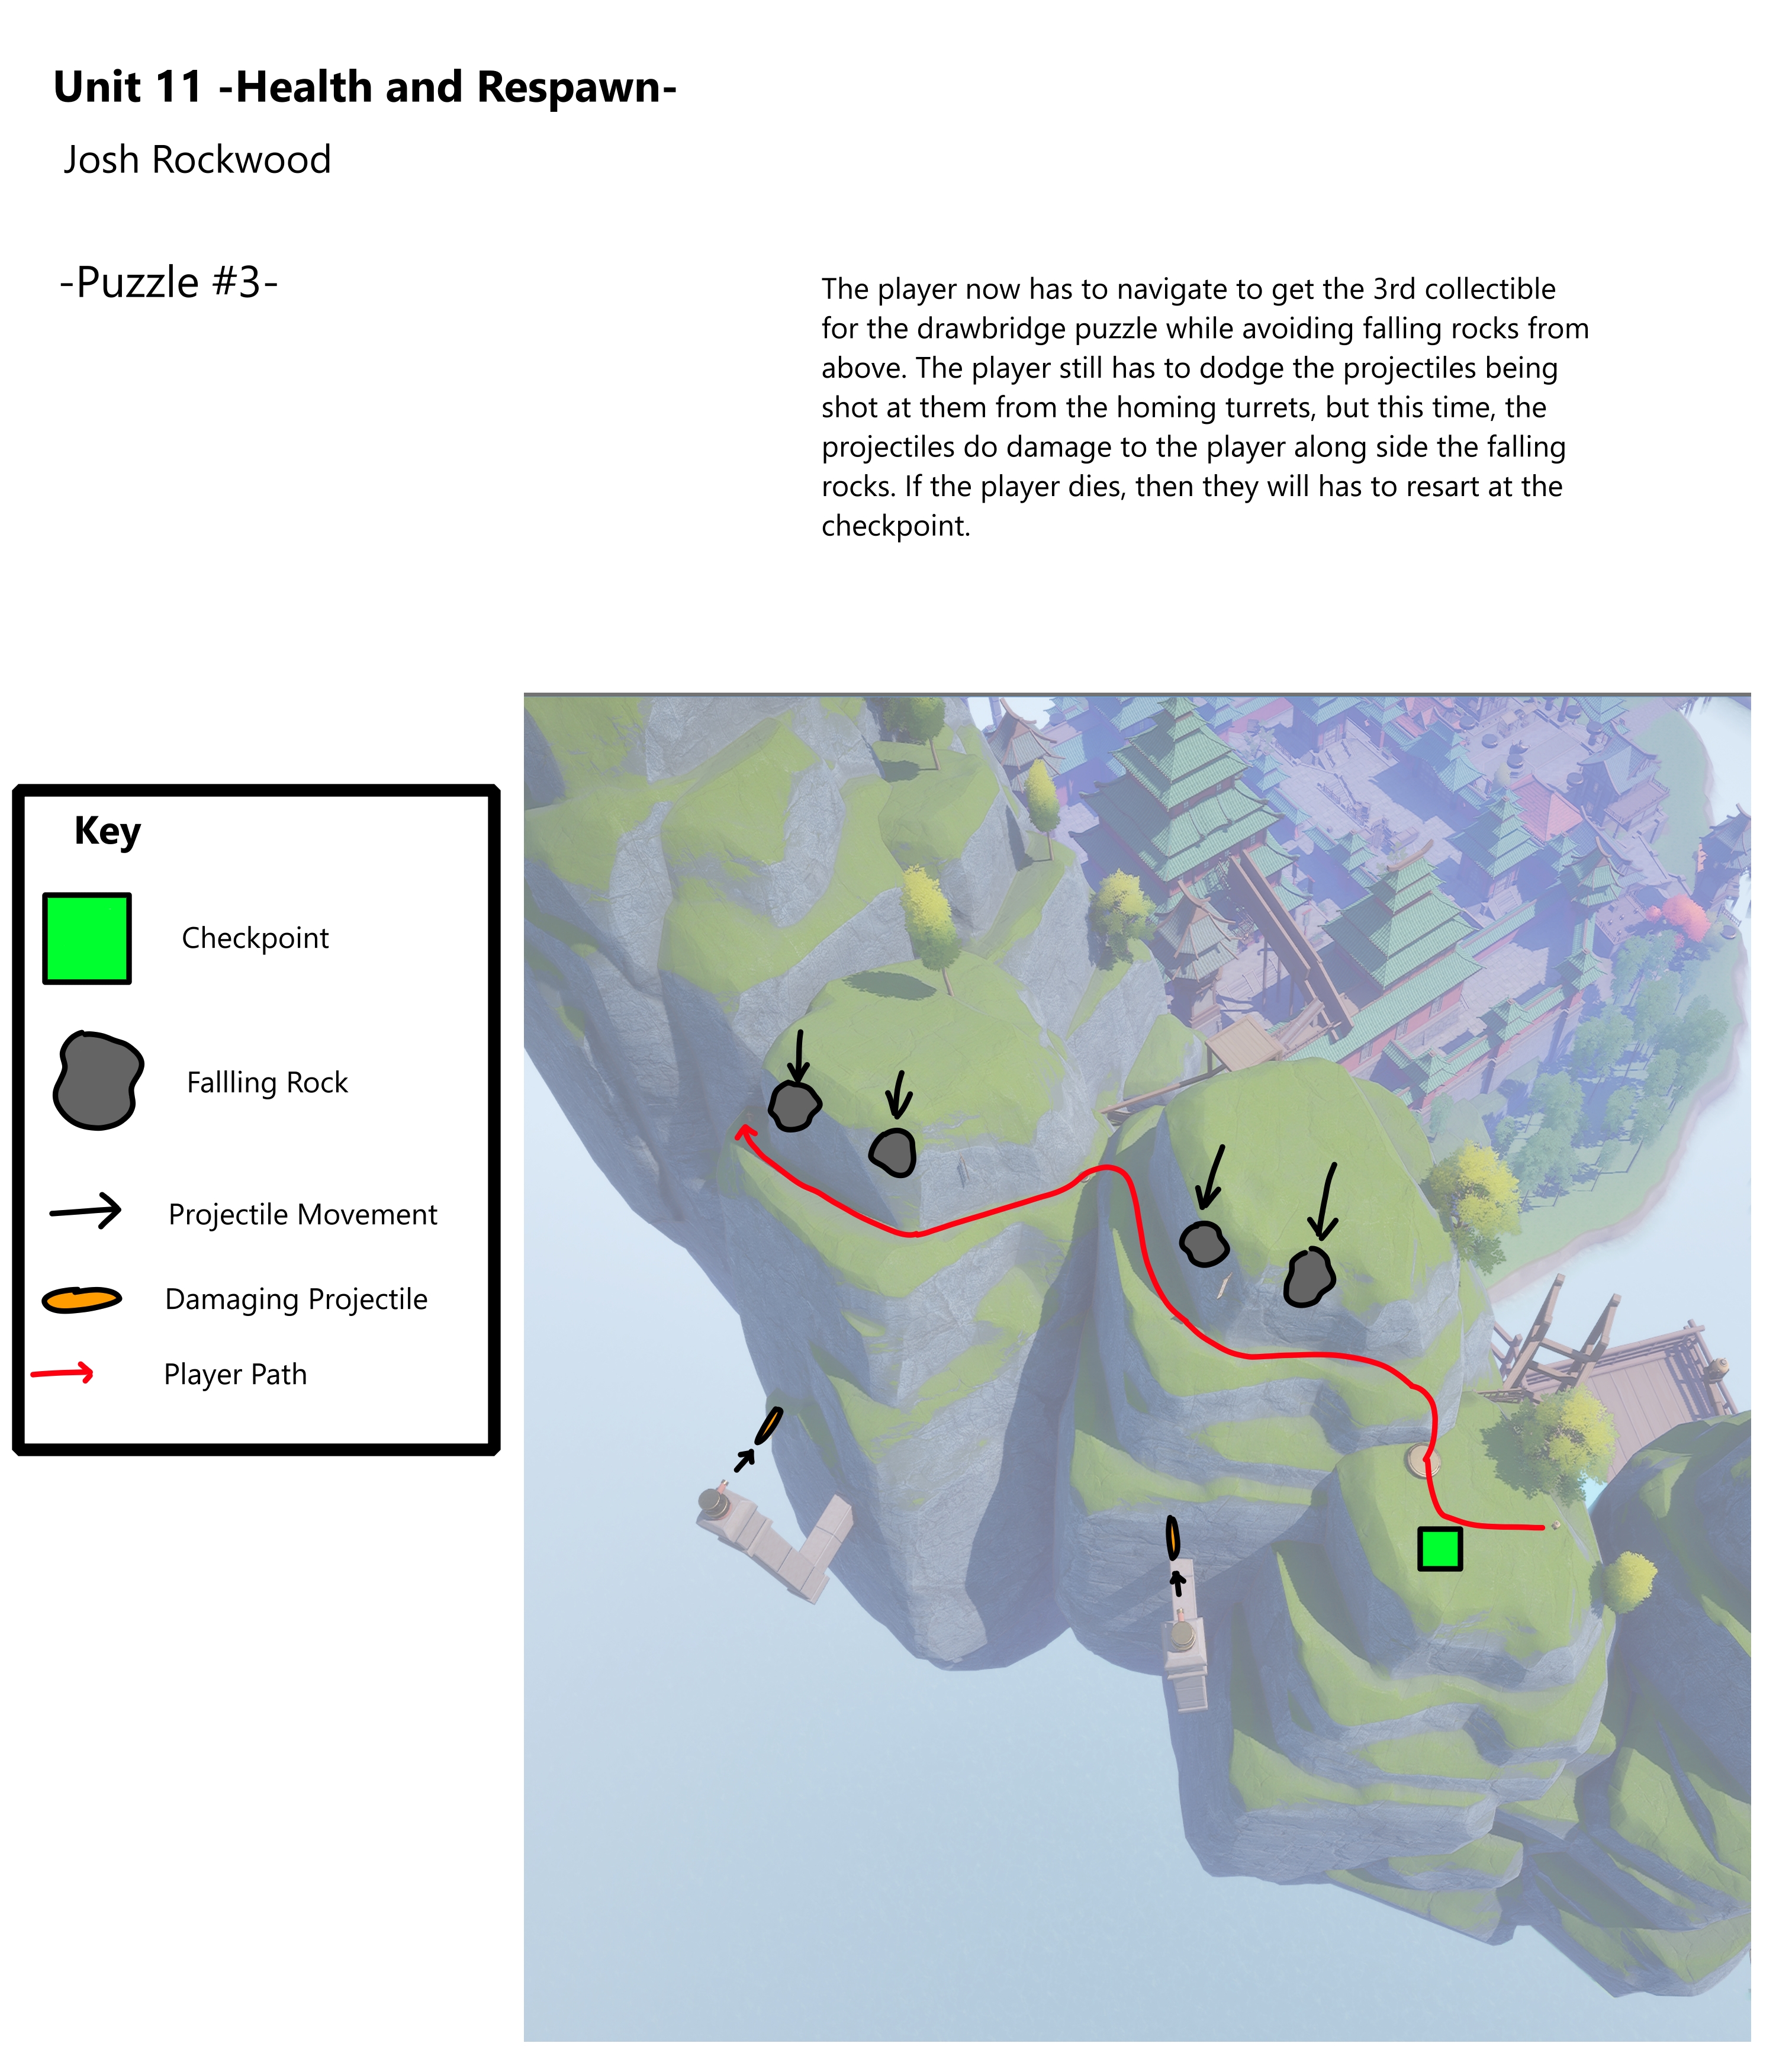 Unit 11 -Health and Respawn-
Josh Rockwood
-Puzzle #3-
The player now has to navigate to get the 3rd collectible
for the drawbridge puzzle while avoiding falling rocks from
above. The player still has to dodge the projectiles being
shot at them from the homing turrets, but this time, the
projectiles do damage to the player along side the falling
rocks. If the player dies, then they will has to resart at the
checkpoint.
Key
Checkpoint
Fallling Rock
Projectile Movement
Damaging Projectile
Player Path